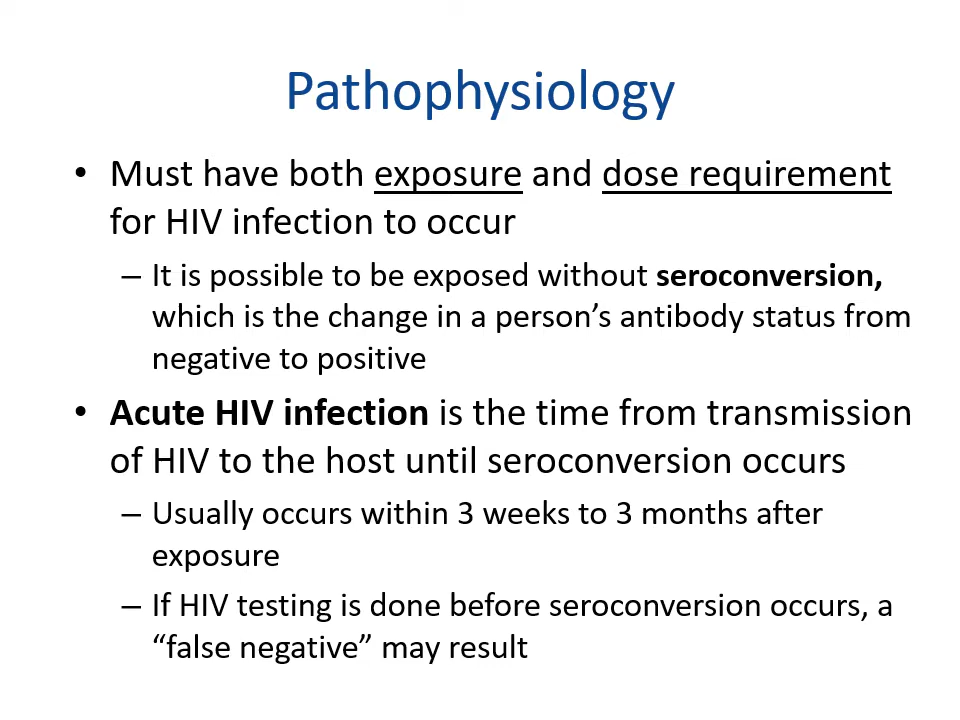 Pathophysiology
• Must have both exposure and dose requirement
for HIV infection to occur
– It is possible to be exposed without seroconversion,
which is the change in a person’s antibody status from
negative to positive
• Acute HIV infection is the time from transmission
of HIV to the host until seroconversion occurs
– Usually occurs within 3 weeks to 3 months after
exposure
– If HIV testing is done before seroconversion occurs, a
“false negative” may result